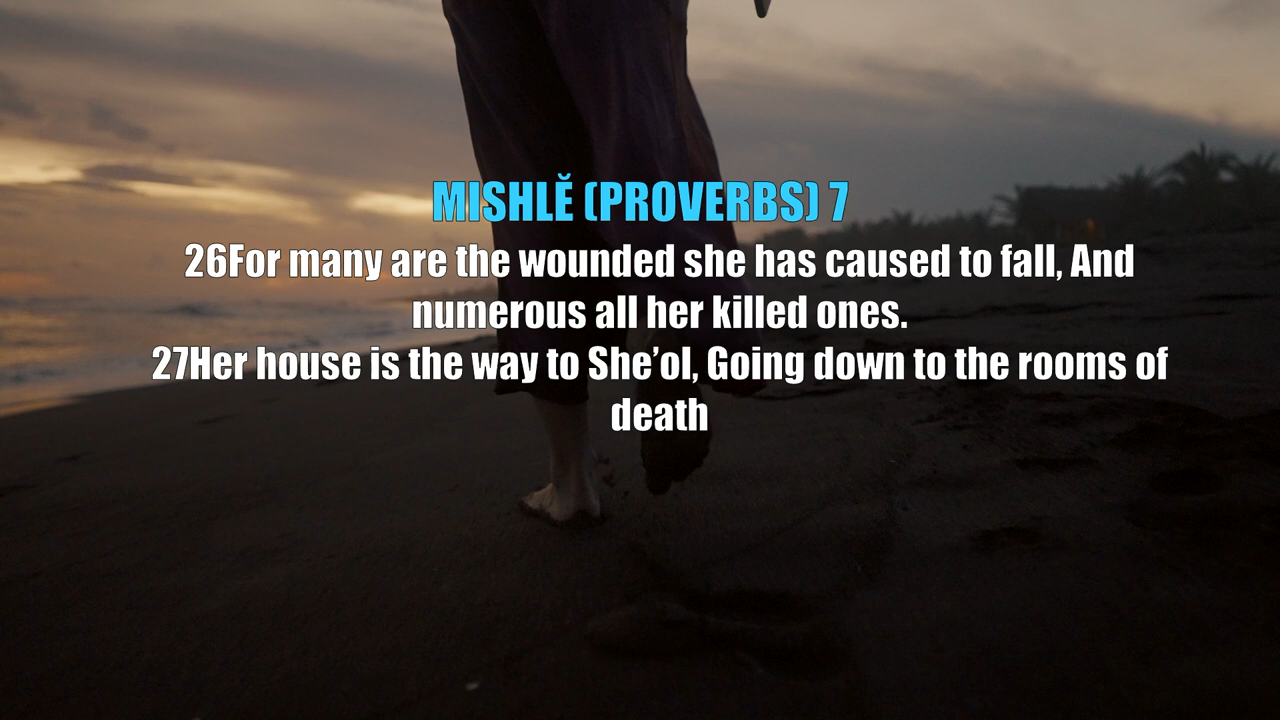 MISHLĔ (PROVERBS) 7
26For many are the wounded she has caused to fall, And
numerous all her killed ones.
27Her house is the way to She’ol, Going down to the rooms of
death